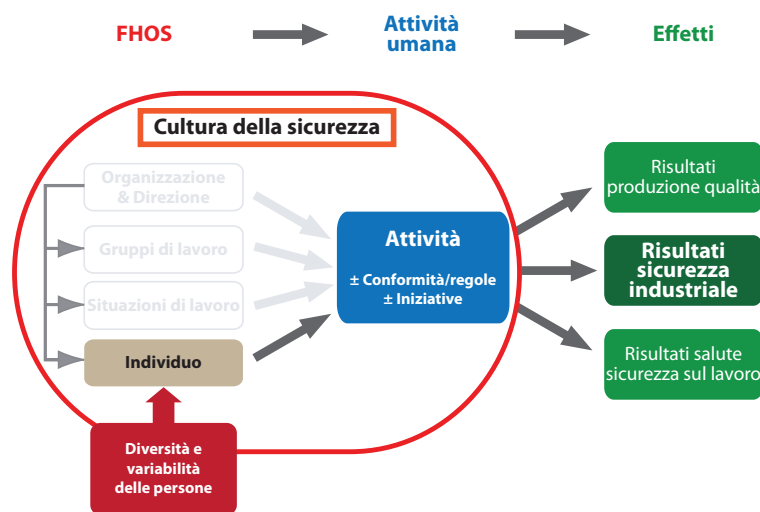 FHOS
Attività
umana
Effetti
Cultura della sicurezza
Organizzazione
& Direzione
Gruppi di lavoro
Situazioni di lavoro
Individuo
Diversità e
variabilità
delle persone
Attività
± Conformità/regole
± Iniziative
Risultati
produzione qualità
Risultati
sicurezza
industriale
Risultati salute
sicurezza sul lavoro